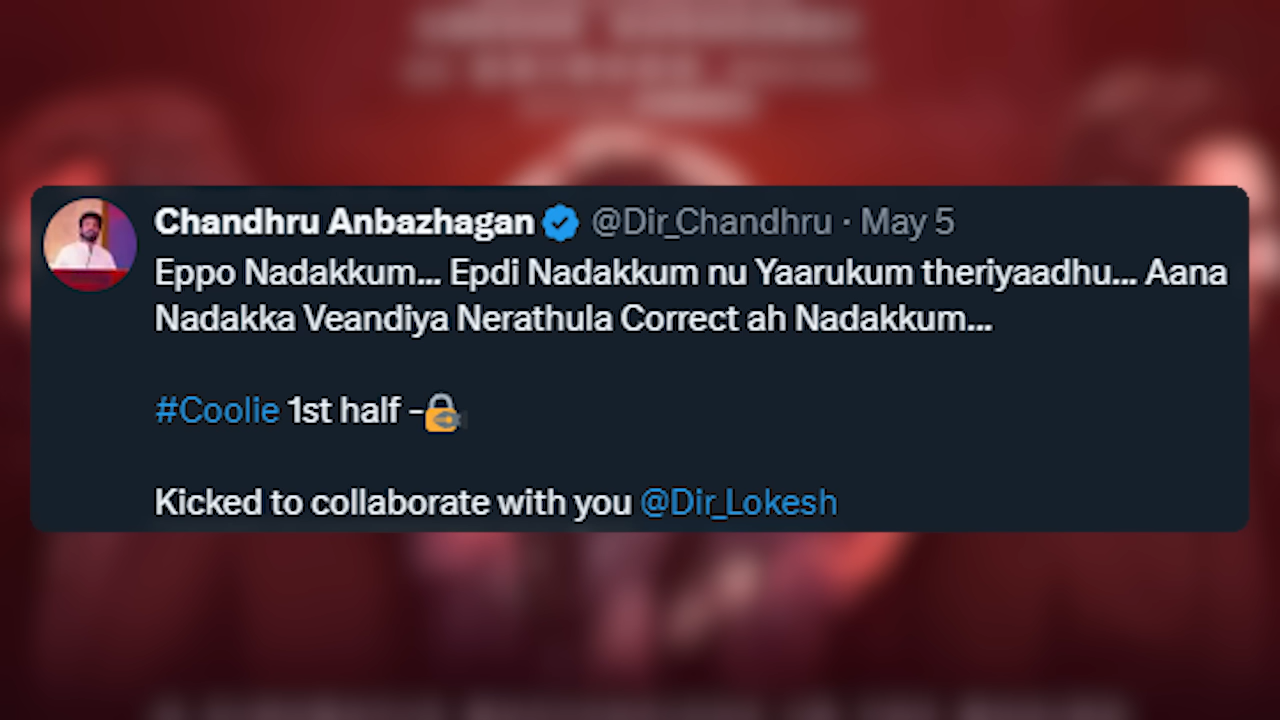 Chandhru Anbazhagan @Dir_Chandhru · May 5
Eppo Nadakkum... Epdi Nadakkum nu Yaarukum theriyaadhu... Aana
Nadakka Veandiya Nerathula Correct ah Nadakkum...
#Coolie 1st half -🔏
Kicked to collaborate with you @Dir_Lokesh